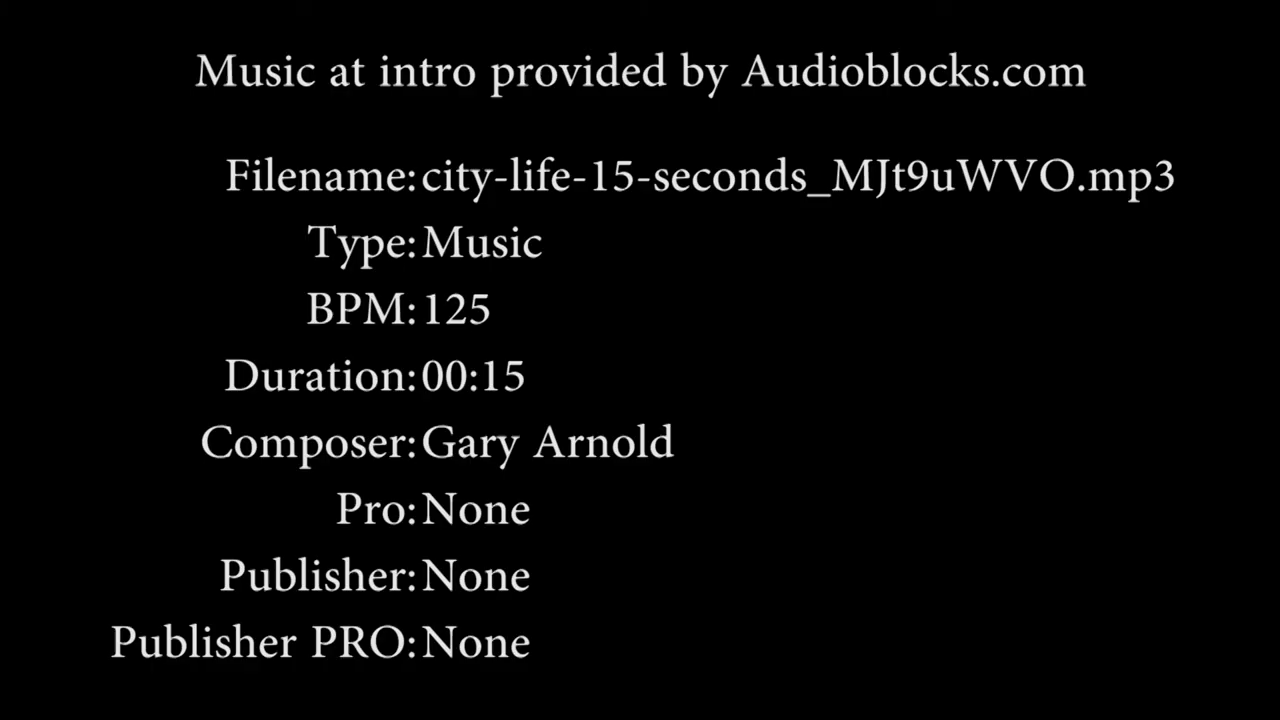 Music at intro provided by Audioblocks.com
Filename: city-life-15-seconds_MJt9uWVO.mp3
Type: Music
BPM: 125
Duration: 00:15
Composer: Gary Arnold
Pro: None
Publisher: None
Publisher PRO: None